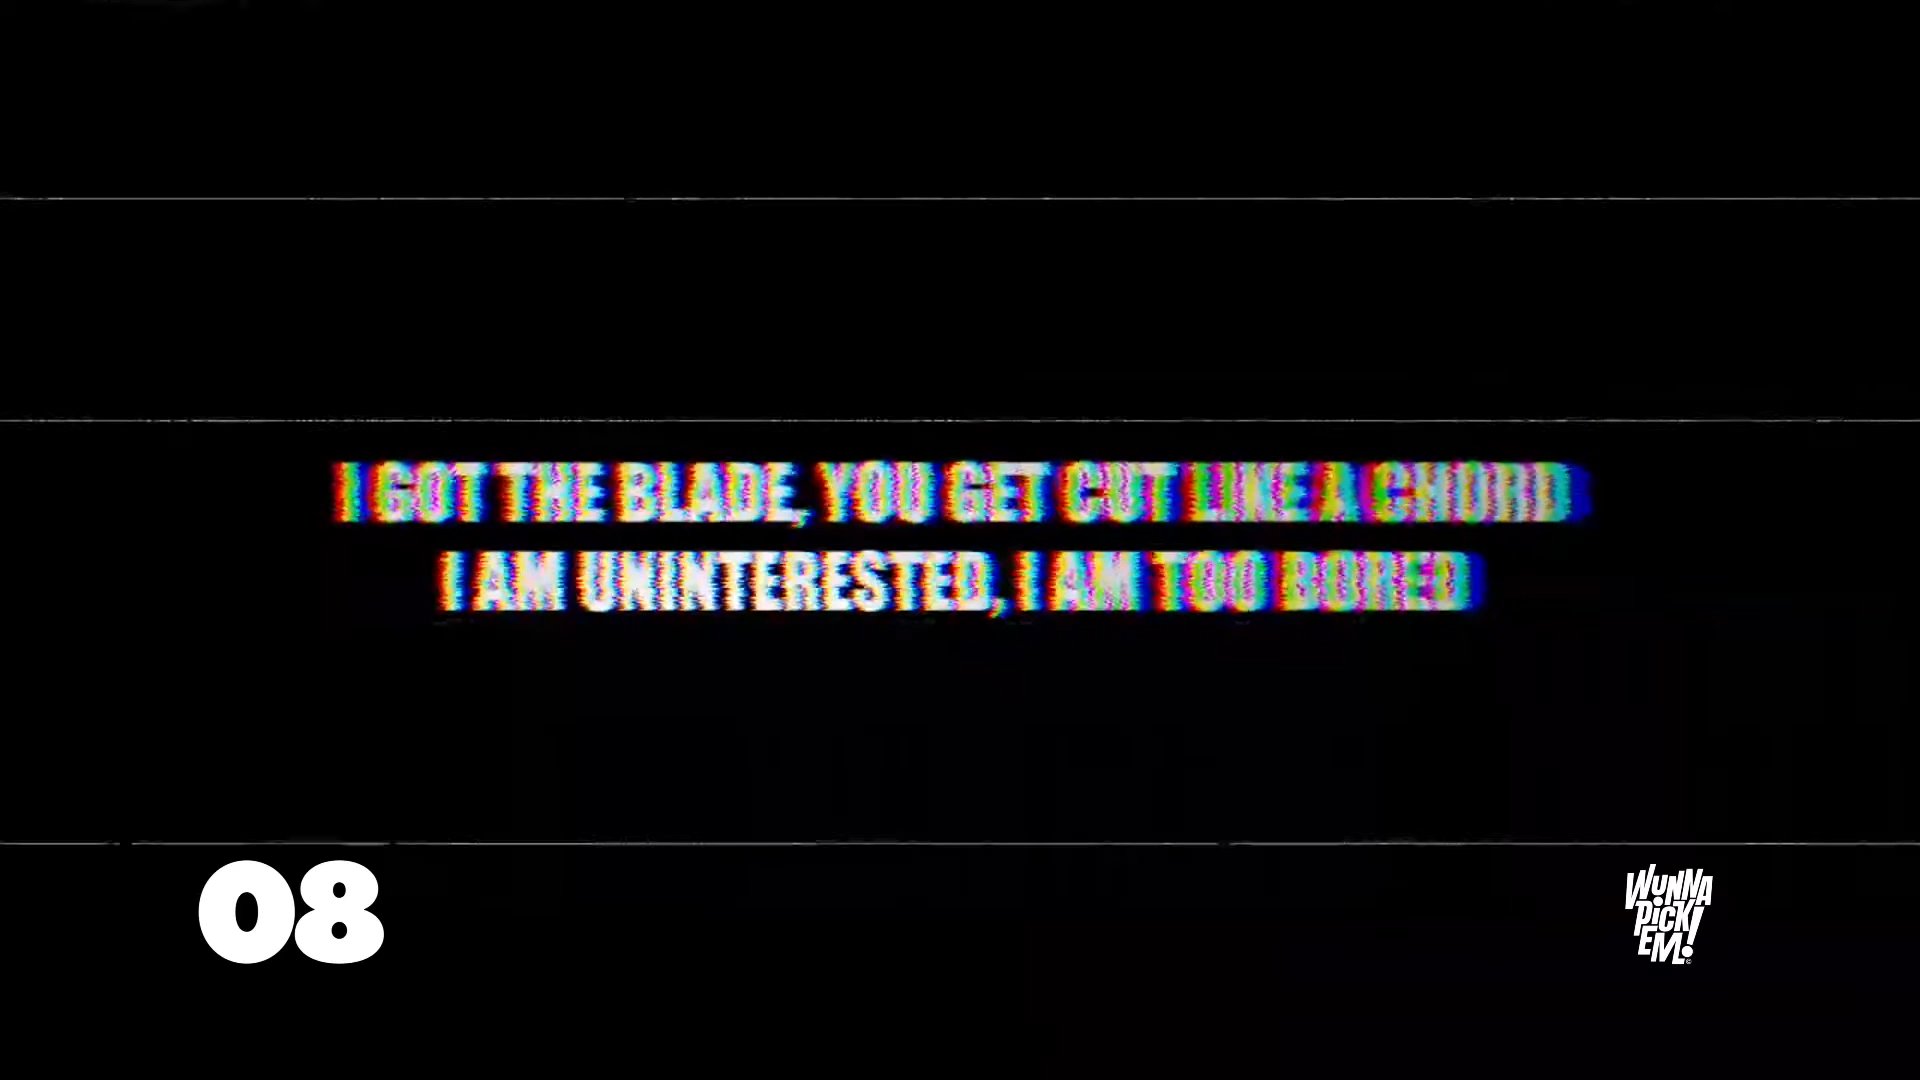 I GOT THE BLADE, YOU GET CUT LIKE A CHORD
I AM UNINTERESTED, I AM TOO BORED
08
WUNNA
PICK
EM!